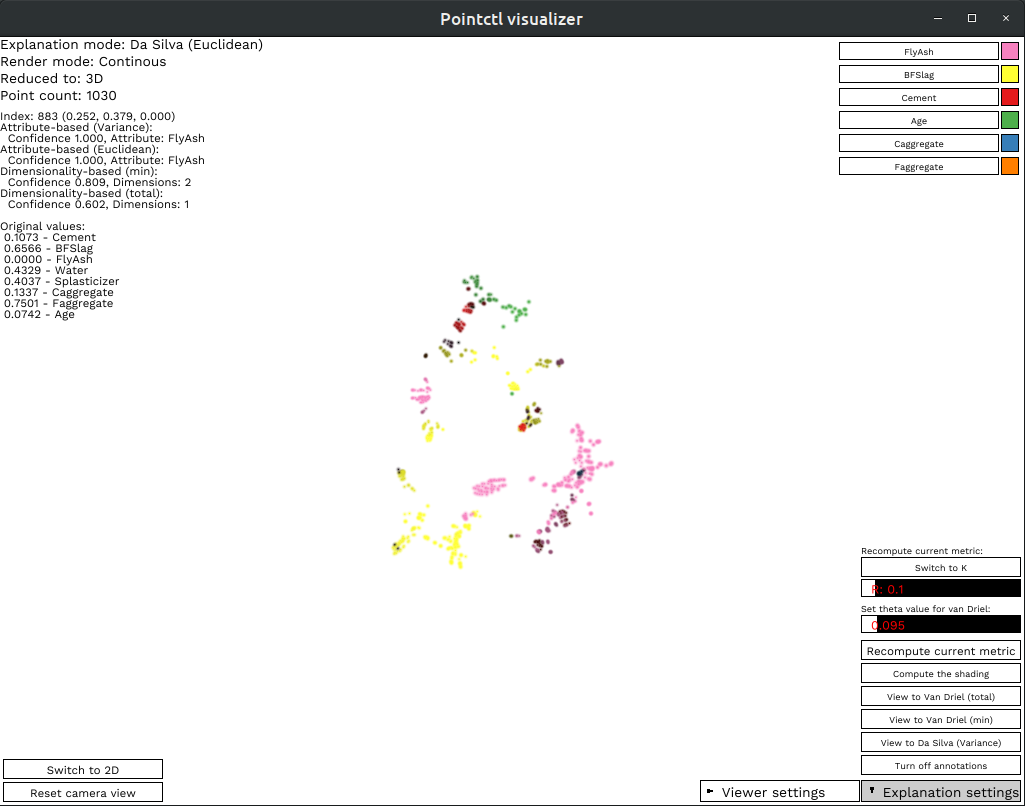 Pointctl visualizer
Explanation mode: Da Silva (Euclidean)
Render mode: Continous
Reduced to: 3D
Point count: 1030
Index: 883 (0.252, 0.379, 0.000)
Attribute-based (Variance):
Confidence 1.000, Attribute: FlyAsh
Attribute-based (Euclidean):
Confidence 1.000, Attribute: FlyAsh
Dimensionality-based (min):
Confidence 0.809, Dimensions: 2
Dimensionality-based (total):
Confidence 0.602, Dimensions: 1
Original values:
0.1073 - Cement
0.6566 - BFSlag
0.0000 - FlyAsh
0.4329 - Water
0.4037 - Splasticizer
0.1337 - Caggregate
0.7501 - Faggregate
0.0742 - Age
FlyAsh
BFSlag
Cement
Age
Caggregate
Faggregate
Recompute current metric:
Switch to K
R: 0.1
Set theta value for van Driel:
0.095
Recompute current metric
Compute the shading
View to Van Driel (total)
View to Van Driel (min)
View to Da Silva (Variance)
Turn off annotations
Switch to 2D
Reset camera view
Viewer settings
Explanation settings